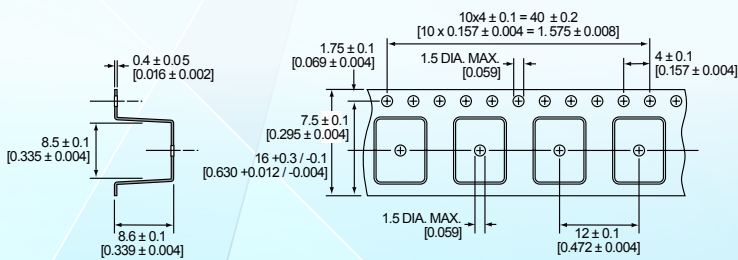 10x4 ± 0.1 = 40 ± 0.2
[10 x 0.157 ± 0.004 = 1.575 ± 0.008]
0.4 ± 0.05
[0.016 ± 0.002]
1.75 ± 0.1
[0.069 ± 0.004]
1.5 DIA. MAX.
[0.059]
4 ± 0.1
[0.157 ± 0.004]
8.5 ± 0.1
[0.335 ± 0.004]
7.5 ± 0.1
[0.295 ± 0.004]
16 +0.3 / -0.1
[0.630 +0.012 / -0.004]
8.6 ± 0.1
[0.339 ± 0.004]
1.5 DIA. MAX.
[0.059]
12 ± 0.1
[0.472 ± 0.004]